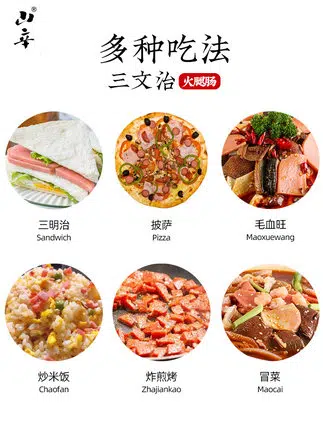 山辛®
多种吃法
三文治 火腿肠
三明治 披萨 毛血旺
Sandwich Pizza Maoxuewang
炒米饭 炸煎烤 冒菜
Chaofan Zhajiankao Maocai